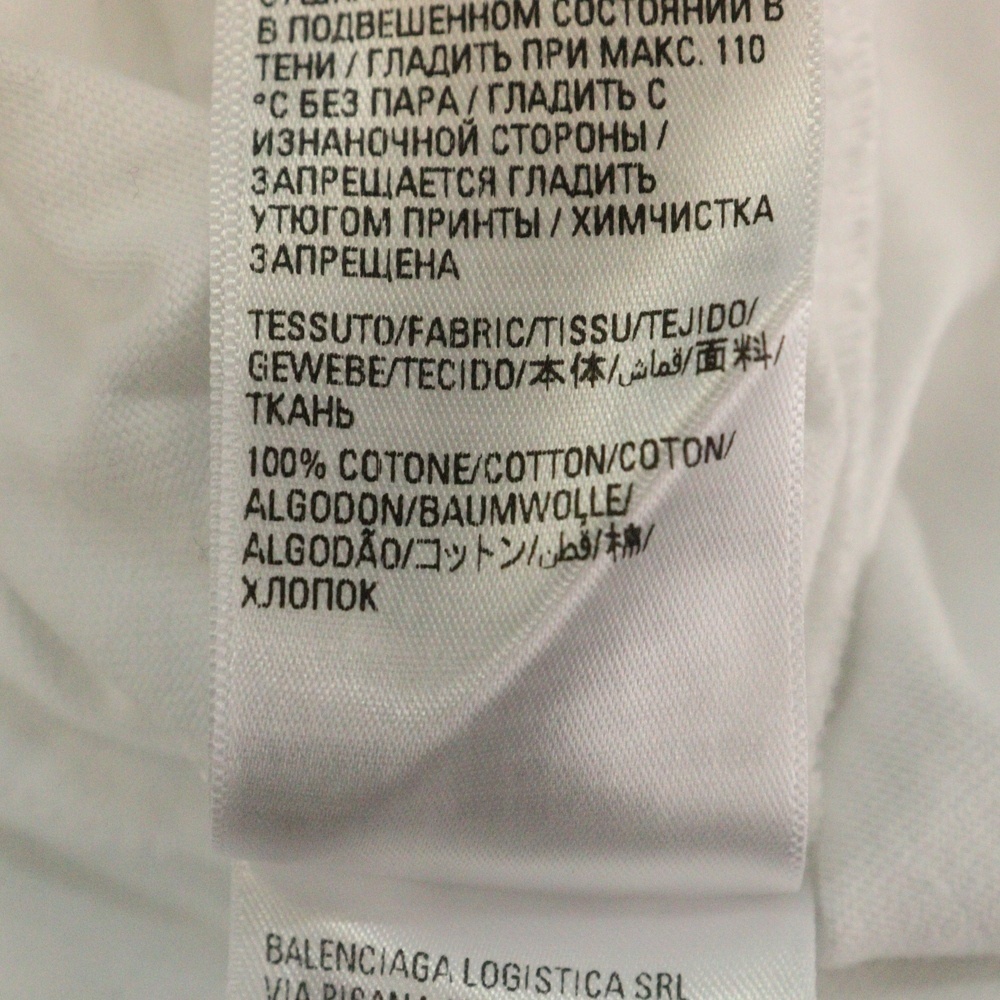 В ПОДВЕШЕННОМ СОСТОЯНИИ В
ТЕНИ / ГЛАДИТЬ ПРИ МАКС. 110
°C БЕЗ ПАРА / ГЛАДИТЬ С
ИЗНАНОЧНОЙ СТОРОНЫ /
ЗАПРЕЩАЕТСЯ ГЛАДИТЬ
УТЮГОМ ПРИНТЫ / ХИМЧИСТКА
ЗАПРЕЩЕНА
TESSUTO/FABRIC/TISSU/TEJIDO/
GEWEBE/TECIDO/本体/قماش/面料/
ТКАНЬ
100% COTONE/COTTON/COTON/
ALGODON/BAUMWOLLE/
ALGODÃO/コットン/قطن/棉/
ХЛОПОК
BALENCIAGA LOGISTICA SRL
VIA